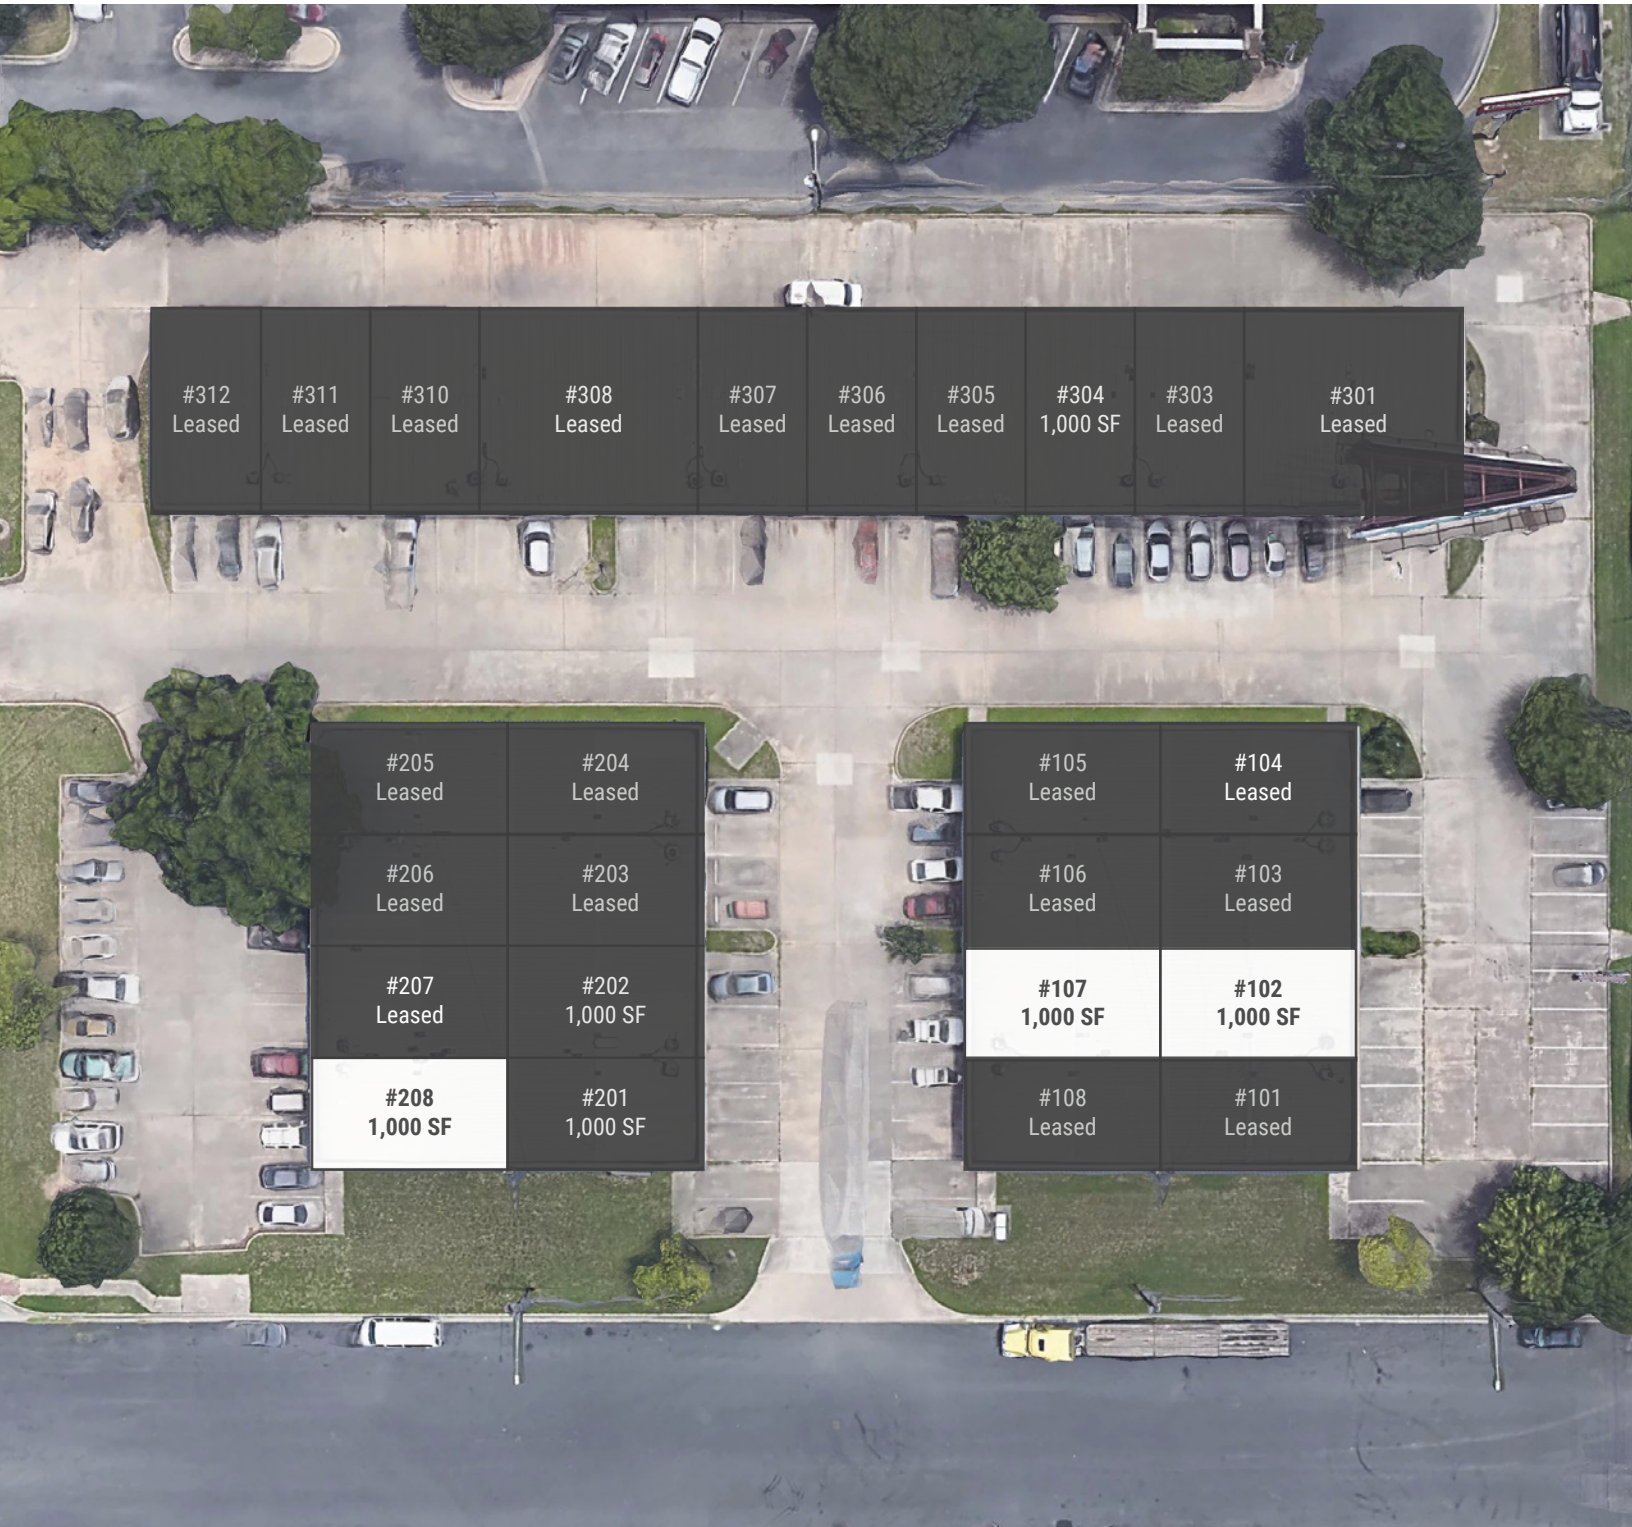 #312
Leased
#311
Leased
#310
Leased
#308
Leased
#307
Leased
#306
Leased
#305
Leased
#304
1,000 SF
#303
Leased
#301
Leased
#205
Leased
#204
Leased
#206
Leased
#203
Leased
#207
Leased
#202
1,000 SF
#208
1,000 SF
#201
1,000 SF
#105
Leased
#104
Leased
#106
Leased
#103
Leased
#107
1,000 SF
#102
1,000 SF
#108
Leased
#101
Leased